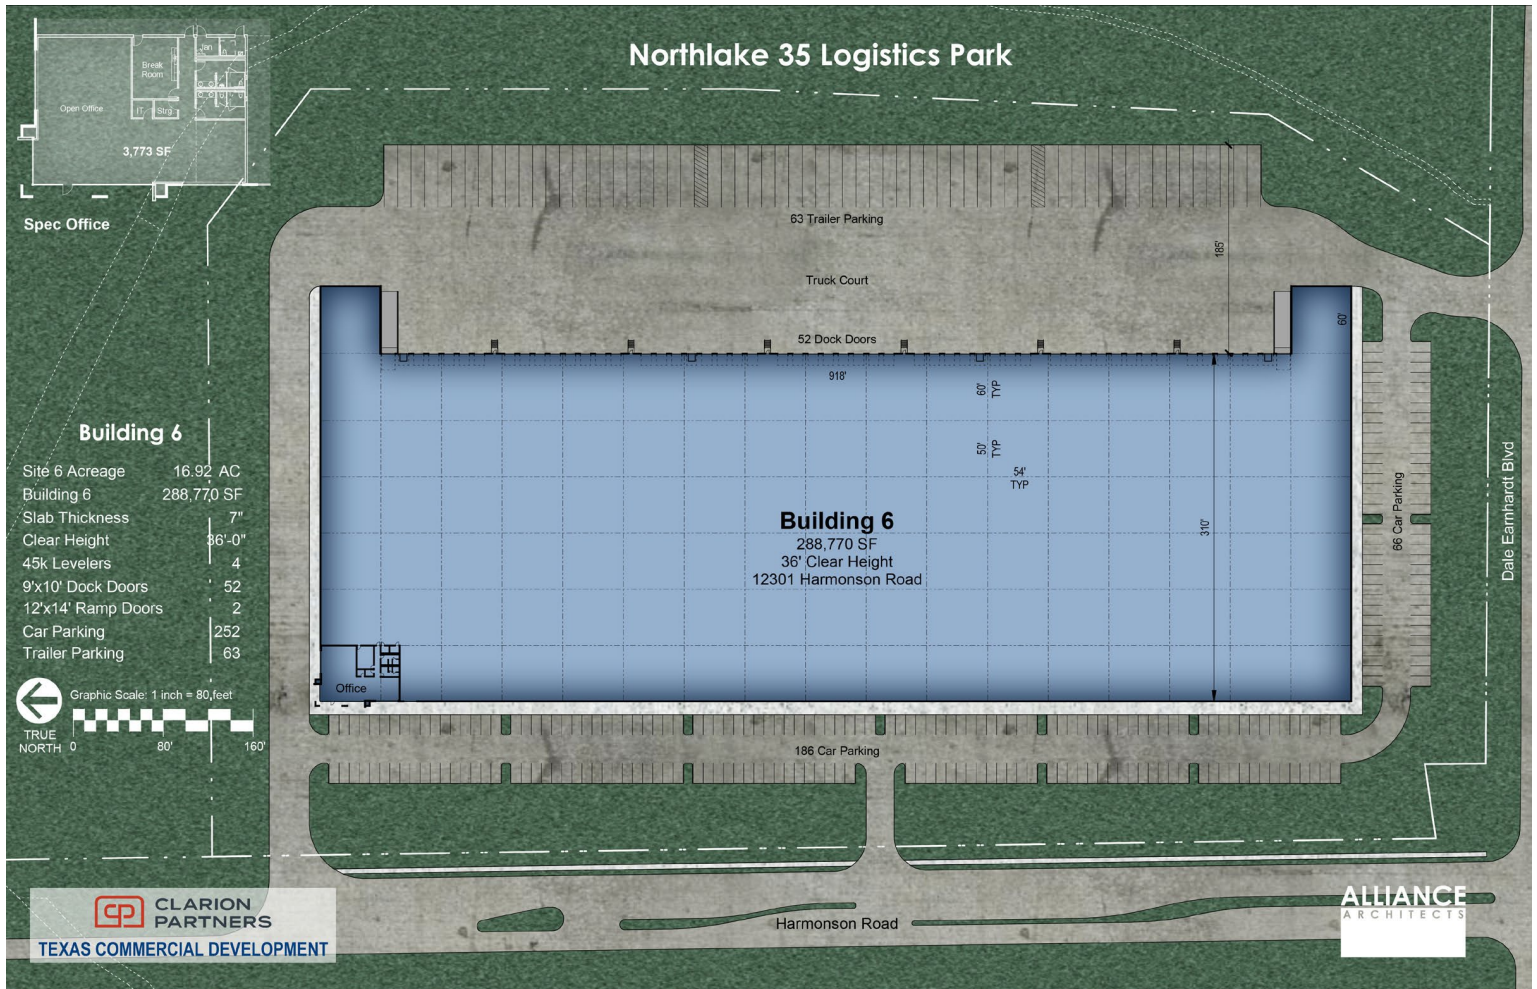 Northlake 35 Logistics Park
Jan
Break
Room
Open Office
IT
Strg
3,773 SF
Spec Office
63 Trailer Parking
185'
Truck Court
60'
52 Dock Doors
918'
60'
TYP
50'
TYP
54'
TYP
310'
Building 6
288,770 SF
36' Clear Height
12301 Harmonson Road
66 Car Parking
Dale Earnhardt Blvd
Building 6
Site 6 Acreage 16.92 AC
Building 6 288,770 SF
Slab Thickness 7"
Clear Height 36'-0"
45k Levelers 4
9'x10' Dock Doors 52
12'x14' Ramp Doors 2
Car Parking 252
Trailer Parking 63
Office
Graphic Scale: 1 inch = 80 feet
TRUE
NORTH
0 80' 160'
186 Car Parking
CP CLARION
PARTNERS
TEXAS COMMERCIAL DEVELOPMENT
Harmonson Road
ALLIANCE
ARCHITECTS